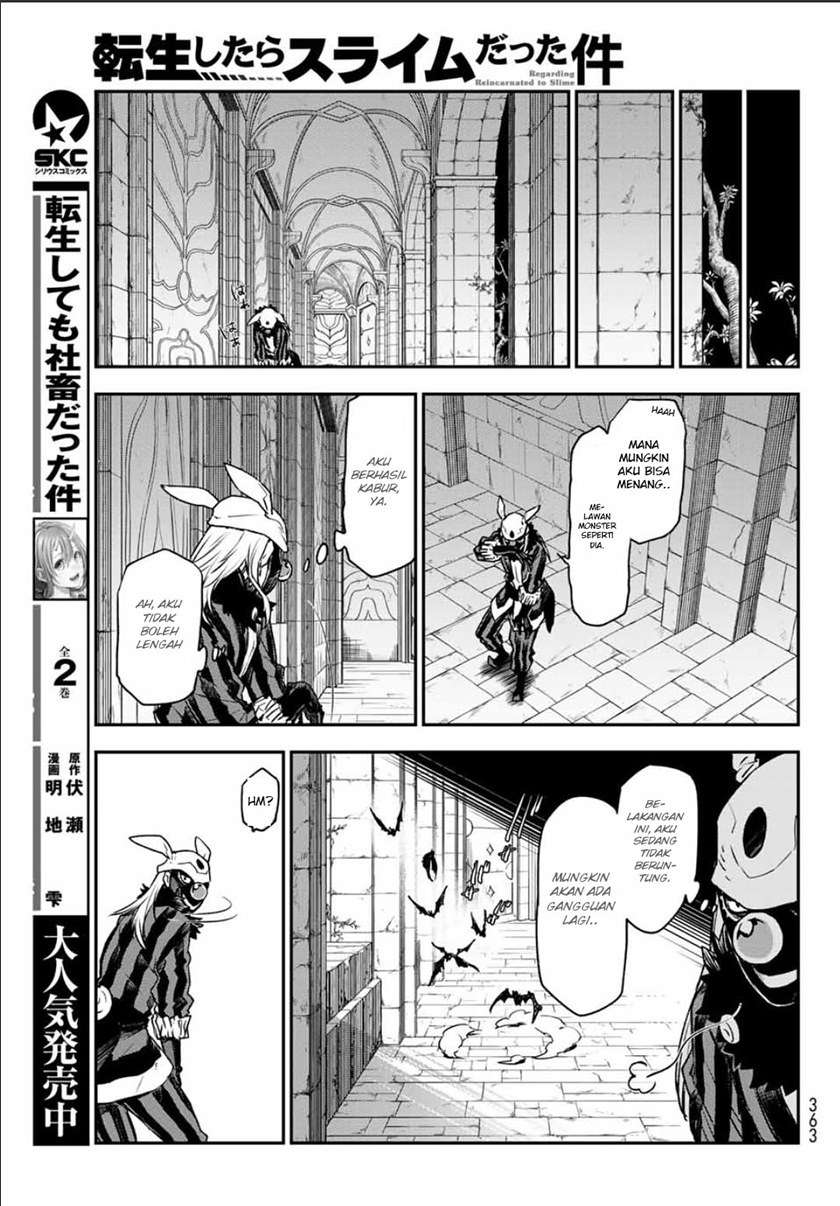 転生したらスライムだった件
Regarding
Reincarnated to Slime
SKC
シリウスコミックス
転生しても社畜だった件
全2巻
原作 伏瀬
漫画 明地雫
大人気発売中
はぁ
はぁ
HAAH
MANA
MUNGKIN
AKU BISA
MENANG..
ME-
LAWAN
MONSTER
SEPERTI
DIA.
AKU
BERHASIL
KABUR,
YA.
AH, AKU
TIDAK
BOLEH
LENGAH
BE-
LAKANGAN
INI, AKU
SEDANG
TIDAK
BERUN-
TUNG.
MUNGKIN
AKAN ADA
GANGGUAN
LAGI..
HM?
363